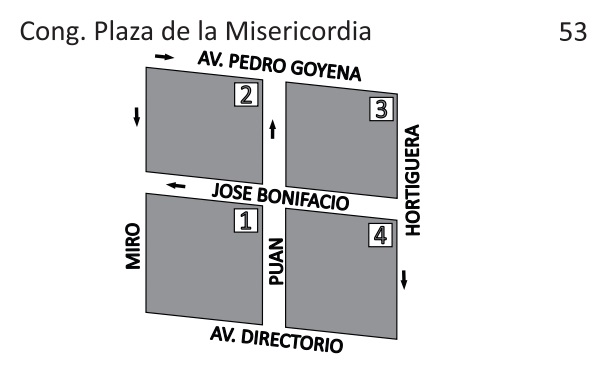 Cong. Plaza de la Misericordia 53
AV. PEDRO GOYENA
2
3
HORTIGUERA
JOSE BONIFACIO
1
4
MIRO
PUAN
AV. DIRECTORIO